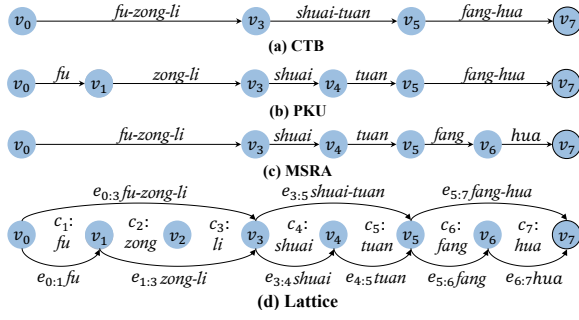 fu-zong-li shuai-tuan fang-hua
v0 v3 v5 v7
(a) CTB
fu zong-li shuai tuan fang-hua
v0 v1 v3 v4 v5 v7
(b) PKU
fu-zong-li shuai tuan fang hua
v0 v3 v4 v5 v6 v7
(c) MSRA
e0:3 fu-zong-li e3:5 shuai-tuan e5:7 fang-hua
v0 c1: fu v1 c2: zong v2 c3: li v3 c4: shuai v4 c5: tuan v5 c6: fang v6 c7: hua v7
e0:1 fu e1:3 zong-li e3:4 shuai e4:5 tuan e5:6 fang e6:7 hua
(d) Lattice